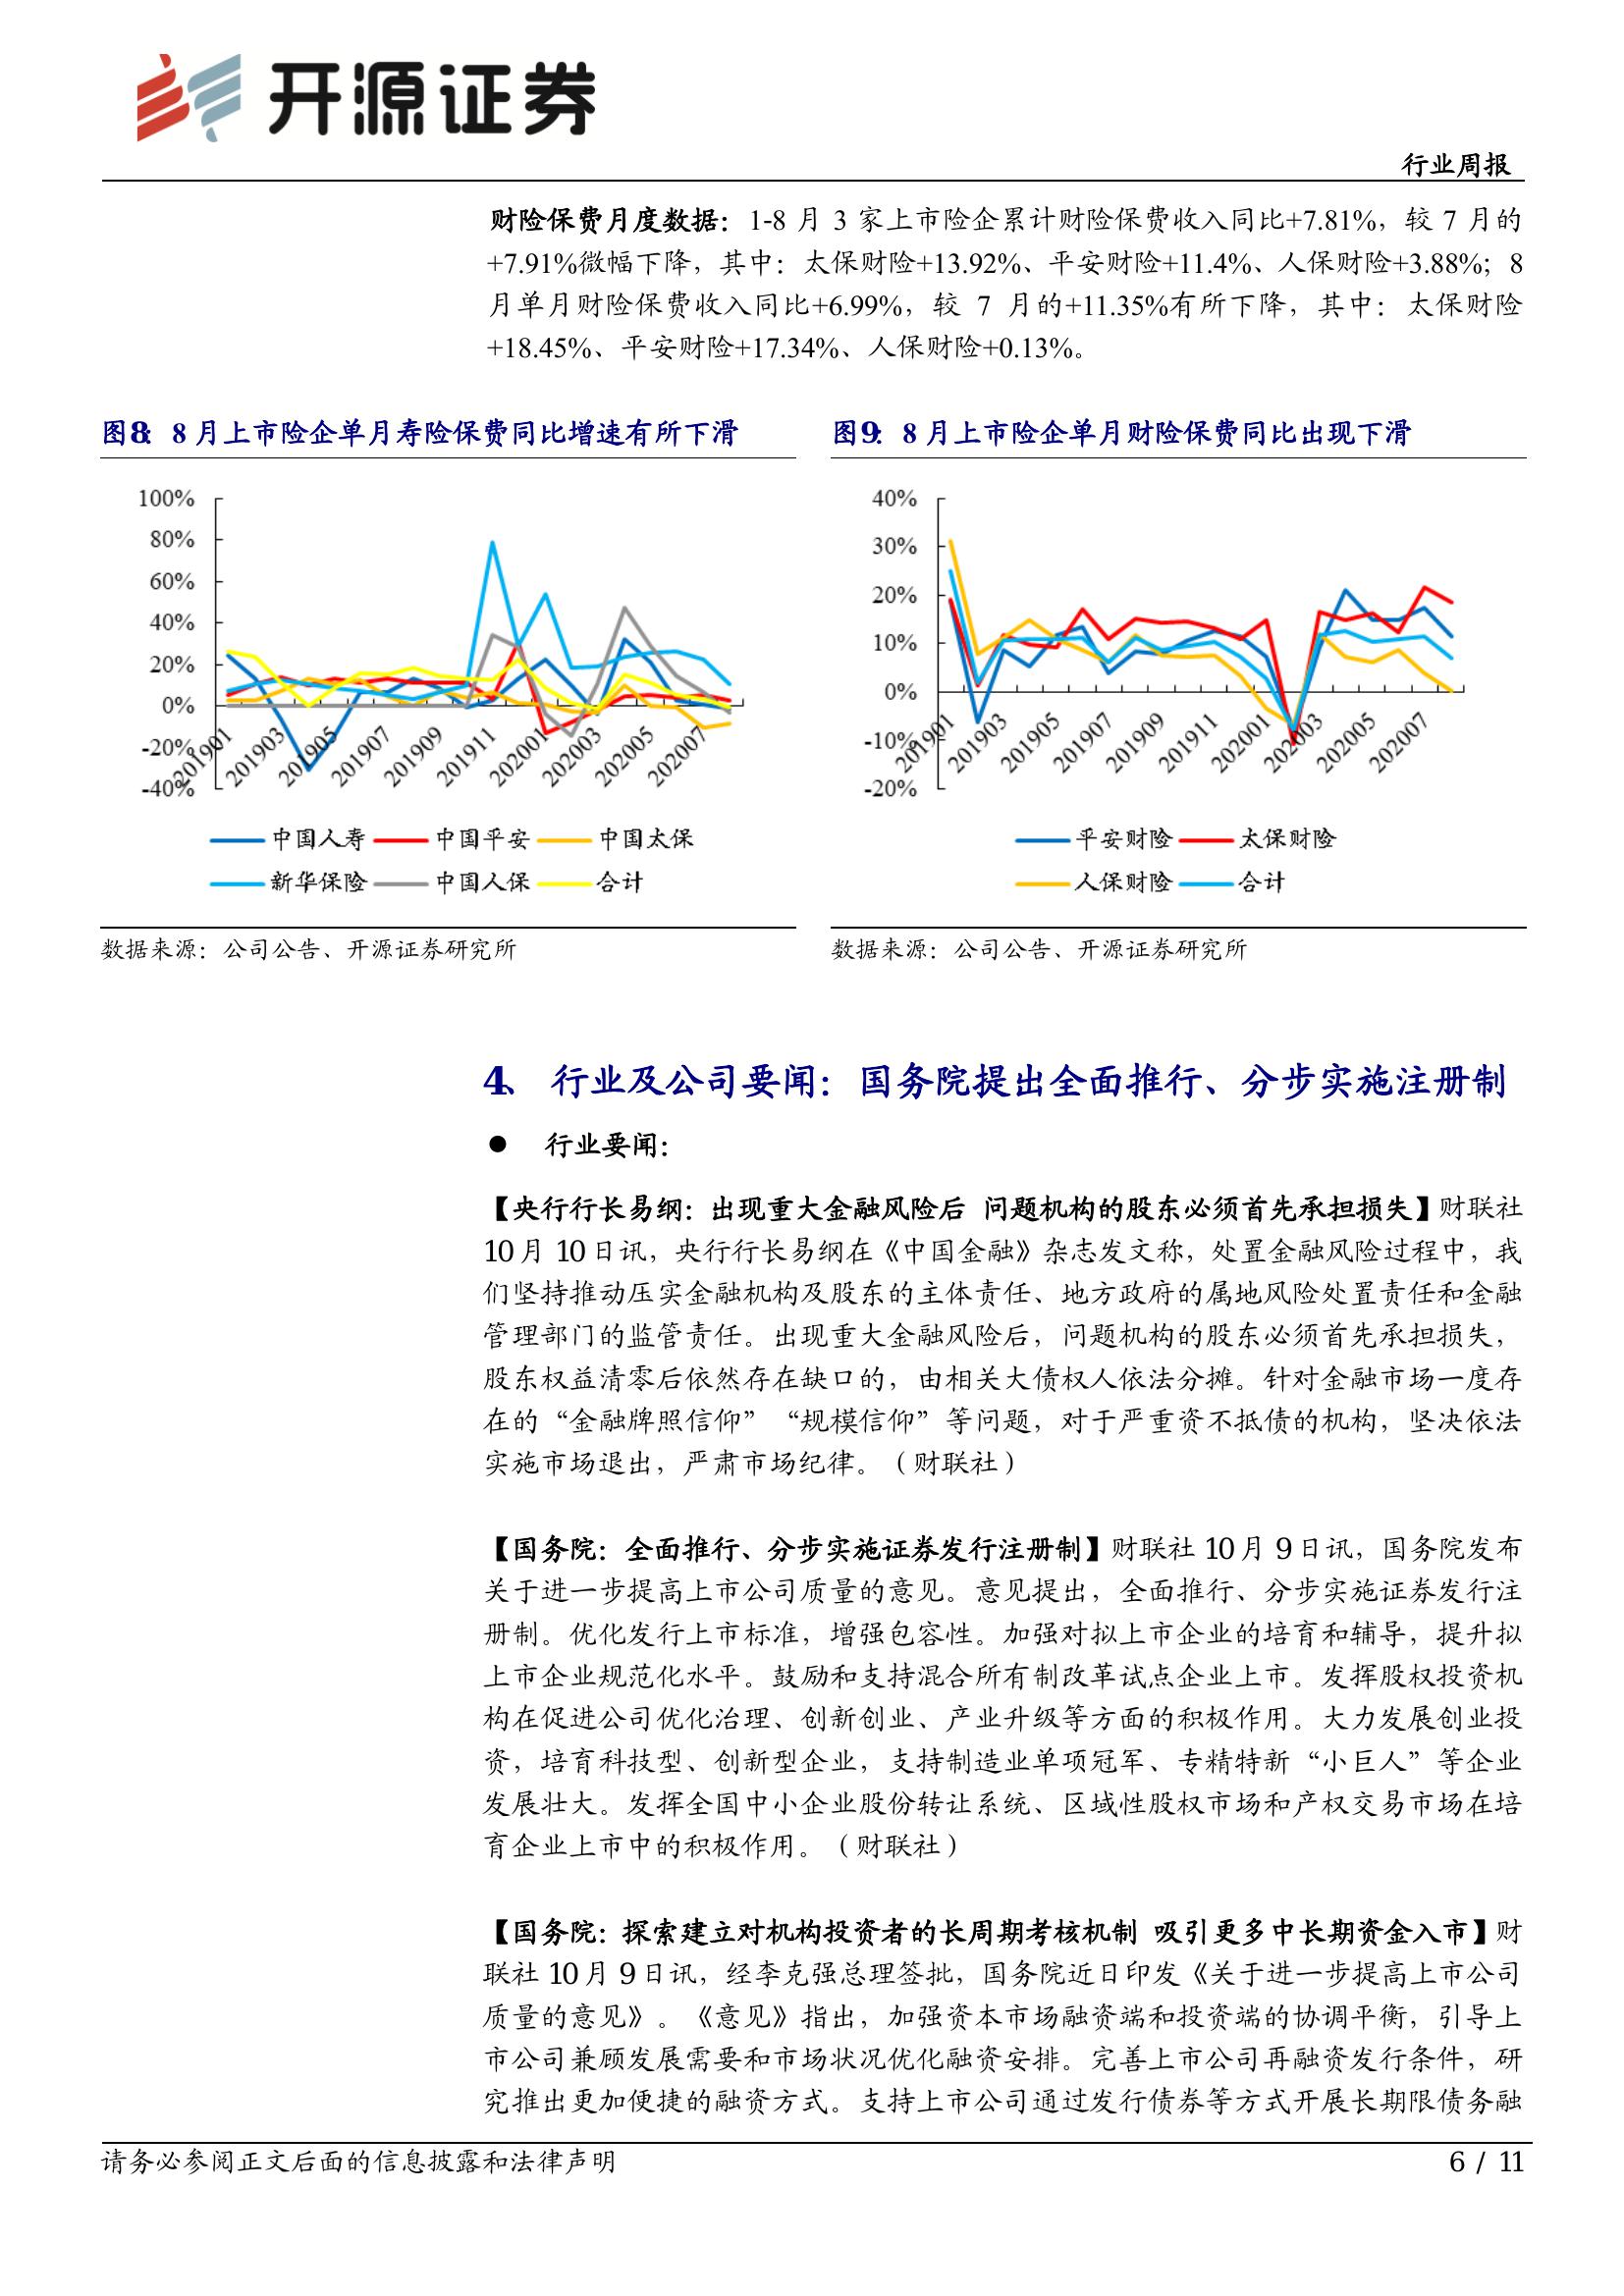 开源证券
行业周报
财险保费月度数据：1-8 月 3 家上市险企累计财险保费收入同比+7.81%，较 7 月的
+7.91%微幅下降，其中：太保财险+13.92%、平安财险+11.4%、人保财险+3.88%；8
月单月财险保费收入同比+6.99%，较 7 月的+11.35%有所下降，其中：太保财险
+18.45%、平安财险+17.34%、人保财险+0.13%。
图8： 8 月上市险企单月寿险保费同比增速有所下滑
100%
80%
60%
40%
20%
0%
-20%
-40%
201901 201903 201905 201907 201909 201911 202001 202003 202005 202007
中国人寿 中国平安 中国太保
新华保险 中国人保 合计
数据来源：公司公告、开源证券研究所
图9： 8 月上市险企单月财险保费同比出现下滑
40%
30%
20%
10%
0%
-10%
-20%
201901 201903 201905 201907 201909 201911 202001 202003 202005 202007
平安财险 太保财险
人保财险 合计
数据来源：公司公告、开源证券研究所
4、 行业及公司要闻：国务院提出全面推行、分步实施注册制
● 行业要闻：
【央行行长易纲：出现重大金融风险后 问题机构的股东必须首先承担损失】财联社
10 月 10 日讯，央行行长易纲在《中国金融》杂志发文称，处置金融风险过程中，我
们坚持推动压实金融机构及股东的主体责任、地方政府的属地风险处置责任和金融
管理部门的监管责任。出现重大金融风险后，问题机构的股东必须首先承担损失，
股东权益清零后依然存在缺口的，由相关大债权人依法分摊。针对金融市场一度存
在的“金融牌照信仰”“规模信仰”等问题，对于严重资不抵债的机构，坚决依法
实施市场退出，严肃市场纪律。（财联社）
【国务院：全面推行、分步实施证券发行注册制】财联社 10 月 9 日讯，国务院发布
关于进一步提高上市公司质量的意见。意见提出，全面推行、分步实施证券发行注
册制。优化发行上市标准，增强包容性。加强对拟上市企业的培育和辅导，提升拟
上市企业规范化水平。鼓励和支持混合所有制改革试点企业上市。发挥股权投资机
构在促进公司优化治理、创新创业、产业升级等方面的积极作用。大力发展创业投
资，培育科技型、创新型企业，支持制造业单项冠军、专精特新“小巨人”等企业
发展壮大。发挥全国中小企业股份转让系统、区域性股权市场和产权交易市场在培
育企业上市中的积极作用。（财联社）
【国务院：探索建立对机构投资者的长周期考核机制 吸引更多中长期资金入市】财
联社 10 月 9 日讯，经李克强总理签批，国务院近日印发《关于进一步提高上市公司
质量的意见》。《意见》指出，加强资本市场融资端和投资端的协调平衡，引导上
市公司兼顾发展需要和市场状况优化融资安排。完善上市公司再融资发行条件，研
究推出更加便捷的融资方式。支持上市公司通过发行债券等方式开展长期限债务融
请务必参阅正文后面的信息披露和法律声明
6 / 11